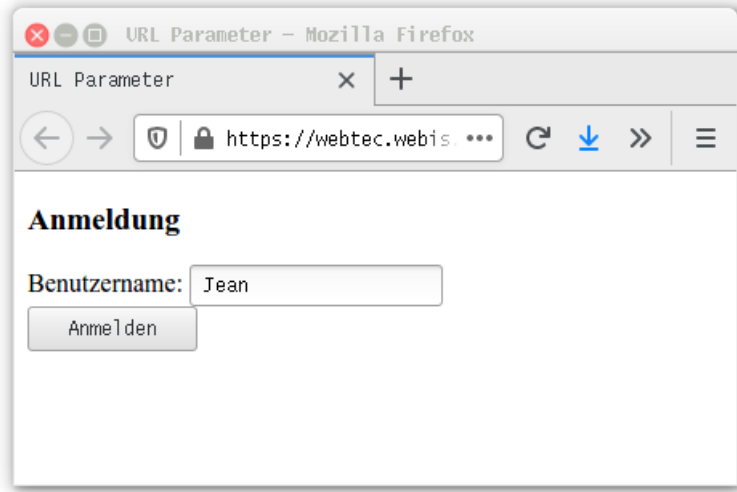 URL Parameter – Mozilla Firefox
URL Parameter
https://webtec.webis.
Anmeldung
Benutzername: Jean
Anmelden